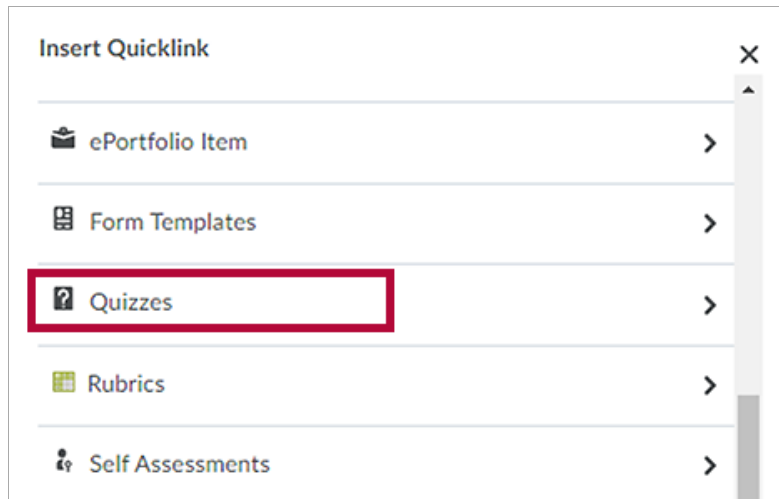 Insert Quicklink
ePortfolio Item
Form Templates
Quizzes
Rubrics
Self Assessments